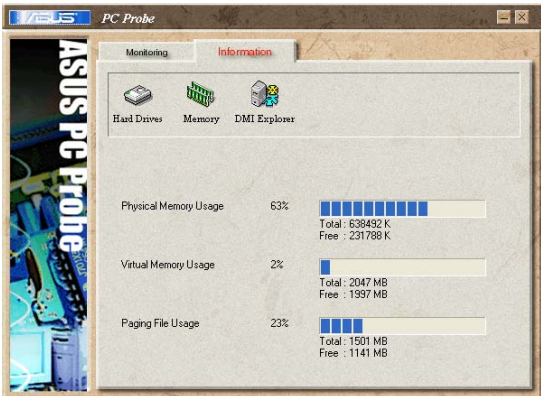 ASUS PC Probe
Monitoring Information
Hard Drives Memory DMI Explorer
ASUS PC Probe
Physical Memory Usage 63%
Total : 638492 K
Free : 231788 K
Virtual Memory Usage 2%
Total : 2047 MB
Free : 1997 MB
Paging File Usage 23%
Total : 1501 MB
Free : 1141 MB